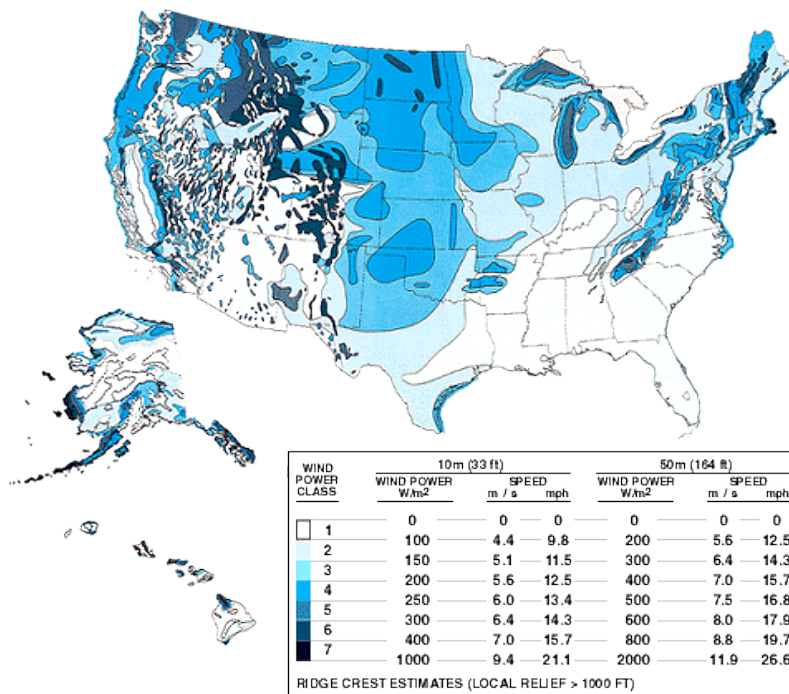 10m (33 ft) 50m (164 ft)
WIND POWER CLASS WIND POWER W/m2 SPEED m / s mph WIND POWER W/m2 SPEED m / s mph
0 0 0 0 0 0
1
100 4.4 9.8 200 5.6 12.5
2
150 5.1 11.5 300 6.4 14.3
3
200 5.6 12.5 400 7.0 15.7
4
250 6.0 13.4 500 7.5 16.8
5
300 6.4 14.3 600 8.0 17.9
6
400 7.0 15.7 800 8.8 19.7
7
1000 9.4 21.1 2000 11.9 26.6
RIDGE CREST ESTIMATES (LOCAL RELIEF > 1000 FT)